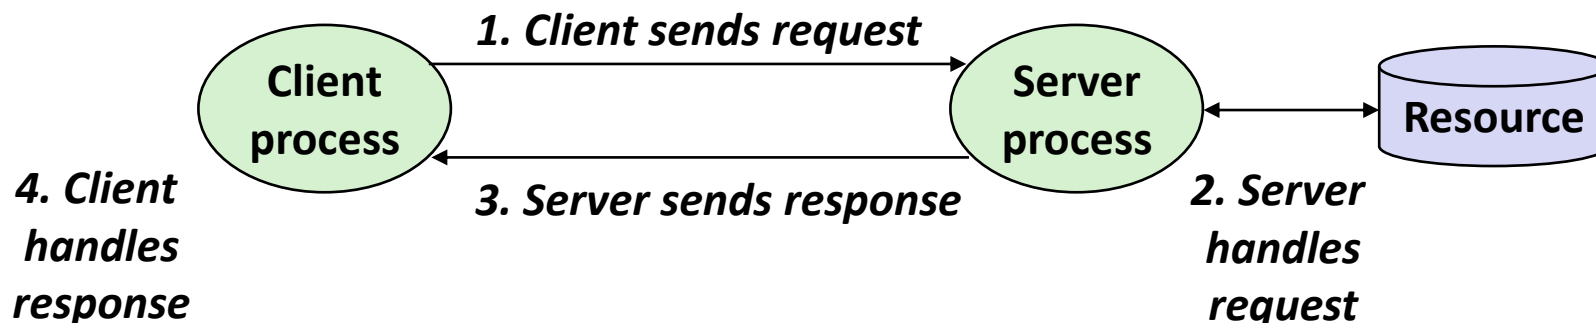 1. Client sends request
Client
process
Server
process
Resource
3. Server sends response
4. Client
handles
response
2. Server
handles
request